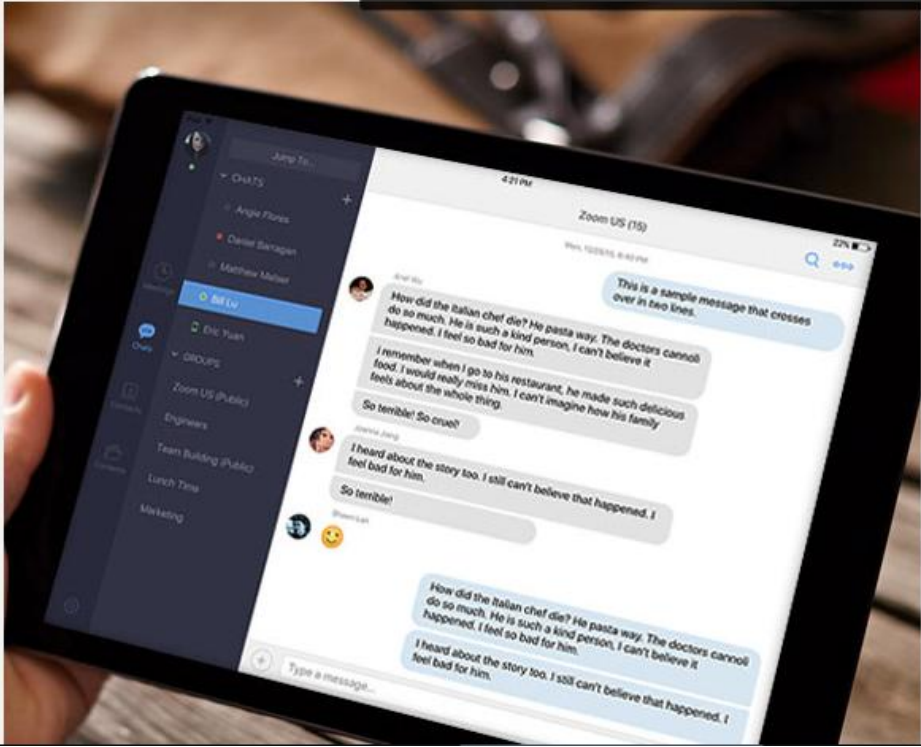 Jump To...
CHATS
Angie Flores
Daniel Barragan
Matthew Metser
Bill Lu
Eric Yuan
GROUPS
Zoom US (Public)
Engineers
Team Building (Public)
Lunch Time
Marketing
Meetings
Chats
Contacts
4:21 PM
22%
Zoom US (15)
This is a sample message that crosses
over in two lines.
How did the Italian chef die? He pasta way. The doctors cannoli
do so much. He is such a kind person, I can't believe it
happened. I feel so bad for him.
I remember when I go to his restaurant, he made such delicious
food. I would really miss him. I can't imagine how his family
feels about the whole thing.
So terrible! So cruel!
Joanna Jiang
I heard about the story too. I still can't believe that happened. I
feel bad for him.
So terrible!
How did the Italian chef die? He pasta way. The doctors cannoli
do so much. He is such a kind person, I can't believe it
happened. I feel so bad for him.
I heard about the story too. I still can't believe that happened. I
feel bad for him.
Type a message...